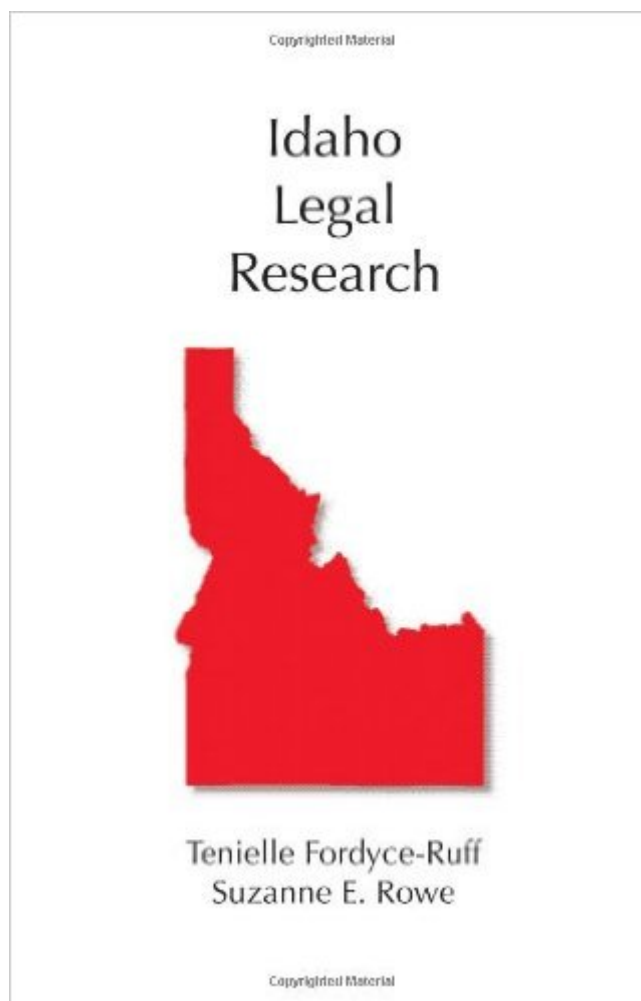 Copyrighted Material
Idaho
Legal
Research
Tenielle Fordyce-Ruff
Suzanne E. Rowe
Copyrighted Material